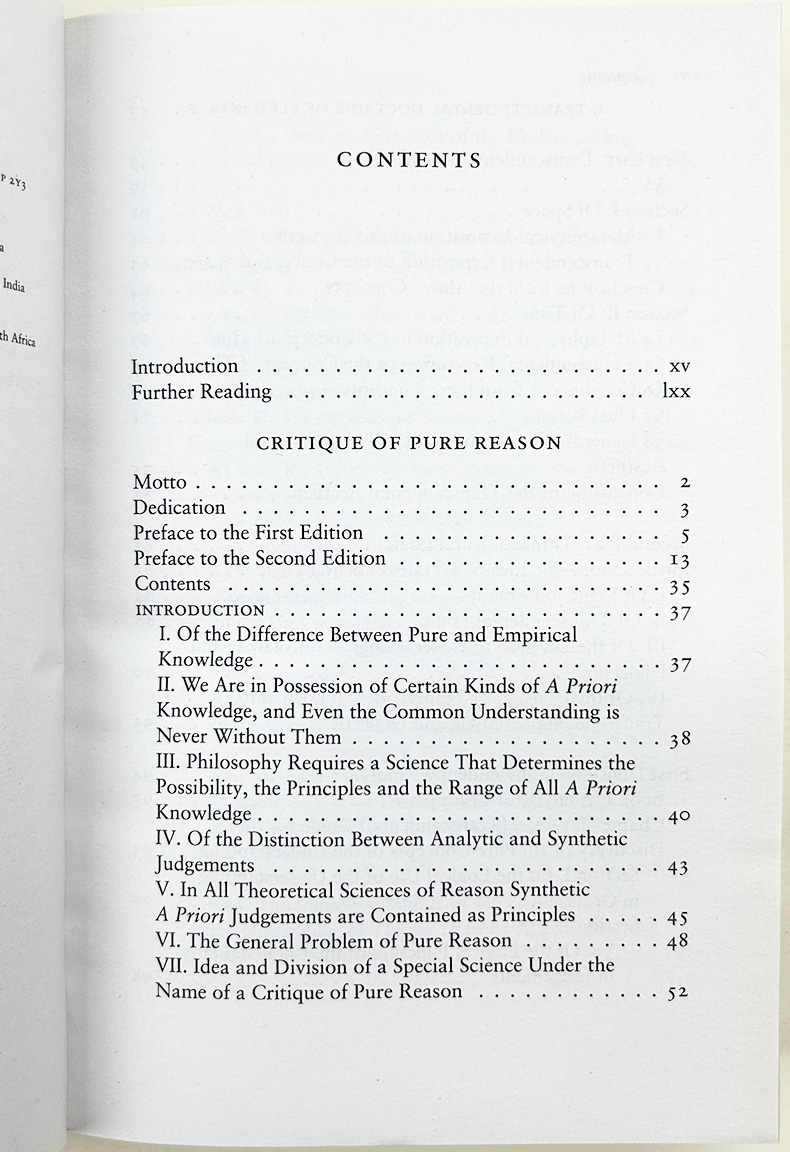 P 2Y3
India
th Africa
CONTENTS
Introduction . . . . . . . . . . . . . . . . . . . . . . . . . . . xv
Further Reading . . . . . . . . . . . . . . . . . . . . . . . . lxx
CRITIQUE OF PURE REASON
Motto . . . . . . . . . . . . . . . . . . . . . . . . . . . . . . 2
Dedication . . . . . . . . . . . . . . . . . . . . . . . . . . . 3
Preface to the First Edition . . . . . . . . . . . . . . . . . . 5
Preface to the Second Edition . . . . . . . . . . . . . . . . . 13
Contents . . . . . . . . . . . . . . . . . . . . . . . . . . . . 35
INTRODUCTION . . . . . . . . . . . . . . . . . . . . . . . . . 37
I. Of the Difference Between Pure and Empirical
Knowledge . . . . . . . . . . . . . . . . . . . . . . . . . . 37
II. We Are in Possession of Certain Kinds of A Priori
Knowledge, and Even the Common Understanding is
Never Without Them . . . . . . . . . . . . . . . . . . . . 38
III. Philosophy Requires a Science That Determines the
Possibility, the Principles and the Range of All A Priori
Knowledge . . . . . . . . . . . . . . . . . . . . . . . . . . 40
IV. Of the Distinction Between Analytic and Synthetic
Judgements . . . . . . . . . . . . . . . . . . . . . . . . . 43
V. In All Theoretical Sciences of Reason Synthetic
A Priori Judgements are Contained as Principles . . . . . 45
VI. The General Problem of Pure Reason . . . . . . . . . 48
VII. Idea and Division of a Special Science Under the
Name of a Critique of Pure Reason . . . . . . . . . . . . 52